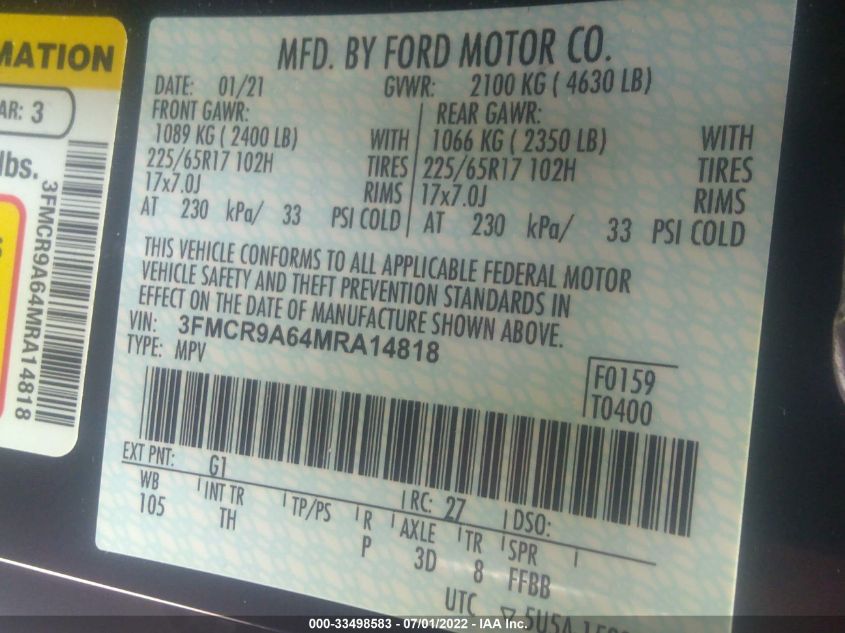 MATION
AR: 3
lbs.
3FMCR9A64MRA14818
MFD. BY FORD MOTOR CO.
DATE: 01/21 GVWR: 2100 KG ( 4630 LB)
FRONT GAWR: REAR GAWR:
1089 KG ( 2400 LB) WITH 1066 KG ( 2350 LB) WITH
225/65R17 102H TIRES 225/65R17 102H TIRES
17x7.0J RIMS 17x7.0J RIMS
AT 230 kPa/ 33 PSI COLD AT 230 kPa/ 33 PSI COLD
THIS VEHICLE CONFORMS TO ALL APPLICABLE FEDERAL MOTOR
VEHICLE SAFETY AND THEFT PREVENTION STANDARDS IN
EFFECT ON THE DATE OF MANUFACTURE SHOWN ABOVE.
VIN: 3FMCR9A64MRA14818
TYPE: MPV
F0159
T0400
EXT PNT: G1 RC: 27 DSO:
WB INT TR TP/PS R AXLE TR SPR
105 TH P 3D 8 FFBB
UTC
000-33498583 - 07/01/2022 - IAA Inc.